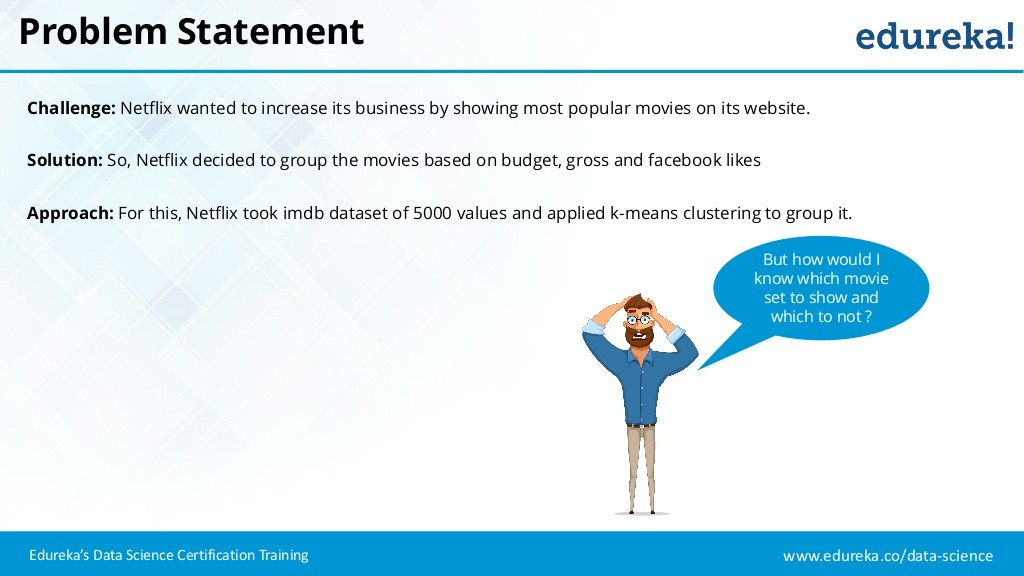 Problem Statement
edureka!
Challenge: Netflix wanted to increase its business by showing most popular movies on its website.
Solution: So, Netflix decided to group the movies based on budget, gross and facebook likes
Approach: For this, Netflix took imdb dataset of 5000 values and applied k-means clustering to group it.
But how would I
know which movie
set to show and
which to not ?
Edureka’s Data Science Certification Training
www.edureka.co/data-science